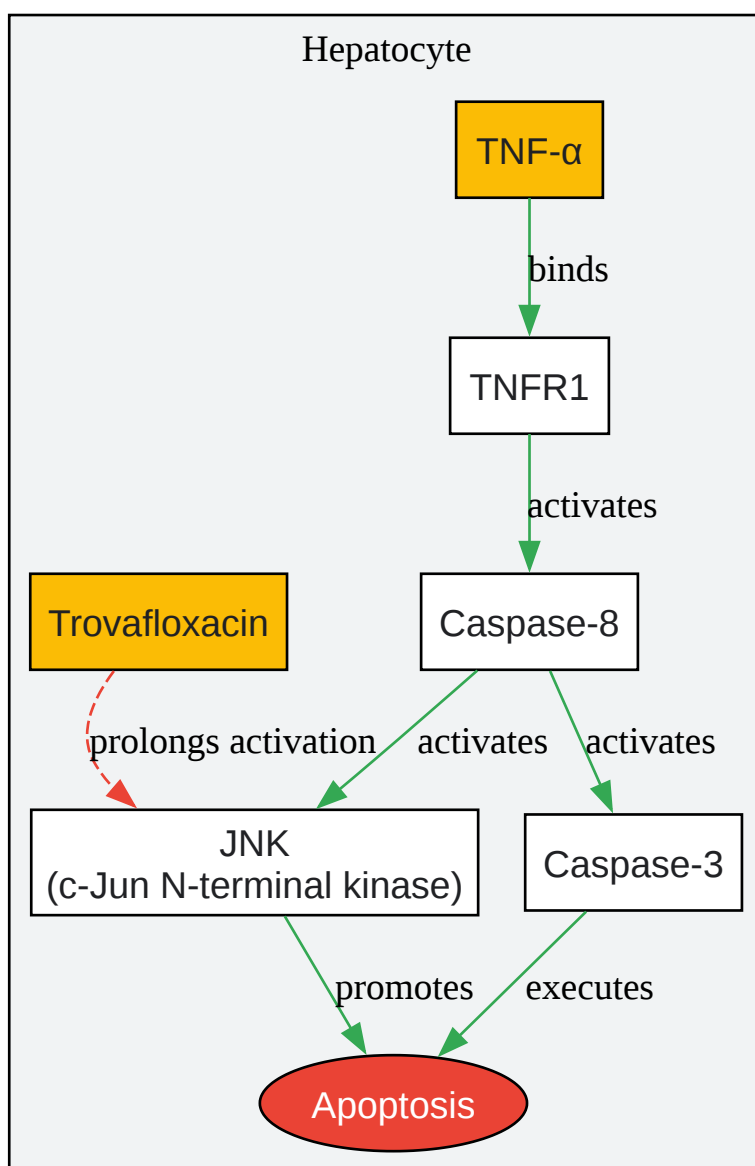 Hepatocyte
TNF-α
binds
TNFR1
activates
Trovafloxacin
Caspase-8
prolongs activation
activates
activates
JNK
(c-Jun N-terminal kinase)
Caspase-3
promotes
executes
Apoptosis